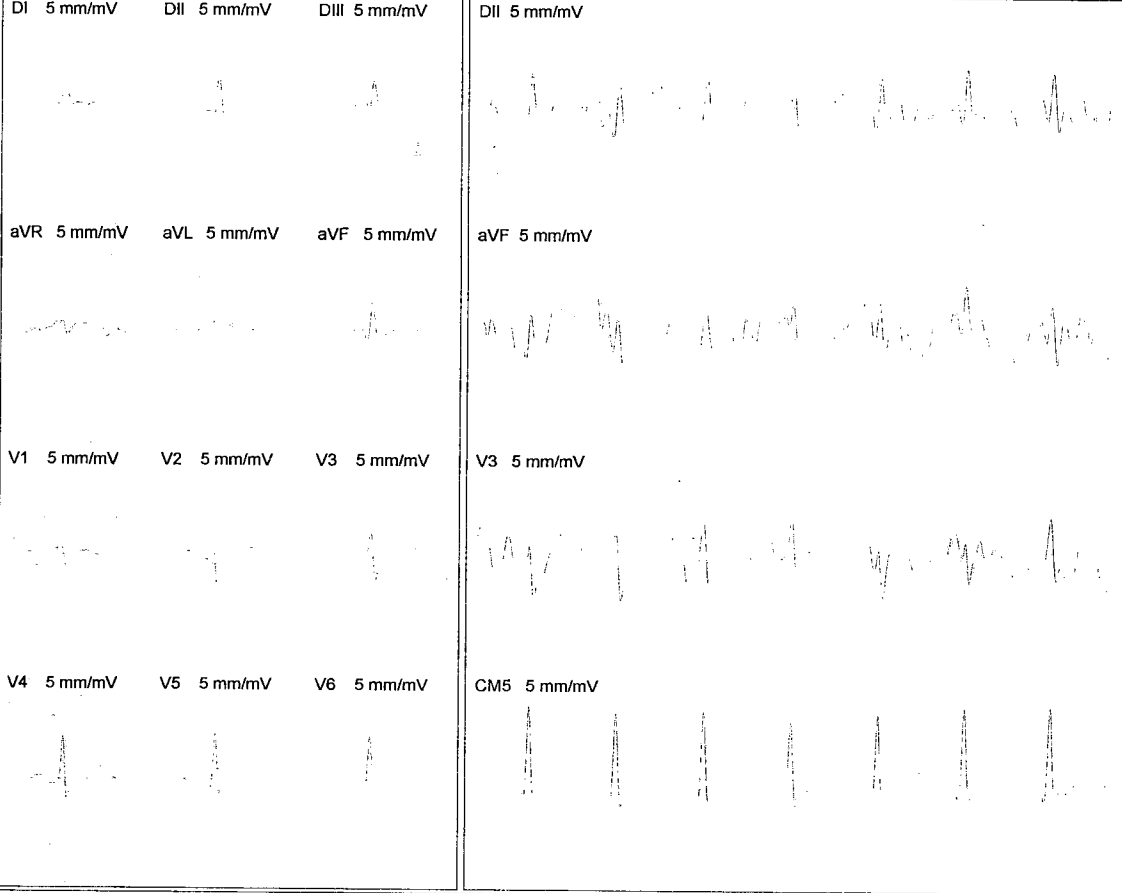 DI 5 mm/mV
DII 5 mm/mV
DIII 5 mm/mV
aVR 5 mm/mV
aVL 5 mm/mV
aVF 5 mm/mV
V1 5 mm/mV
V2 5 mm/mV
V3 5 mm/mV
V4 5 mm/mV
V5 5 mm/mV
V6 5 mm/mV
DII 5 mm/mV
aVF 5 mm/mV
V3 5 mm/mV
CM5 5 mm/mV